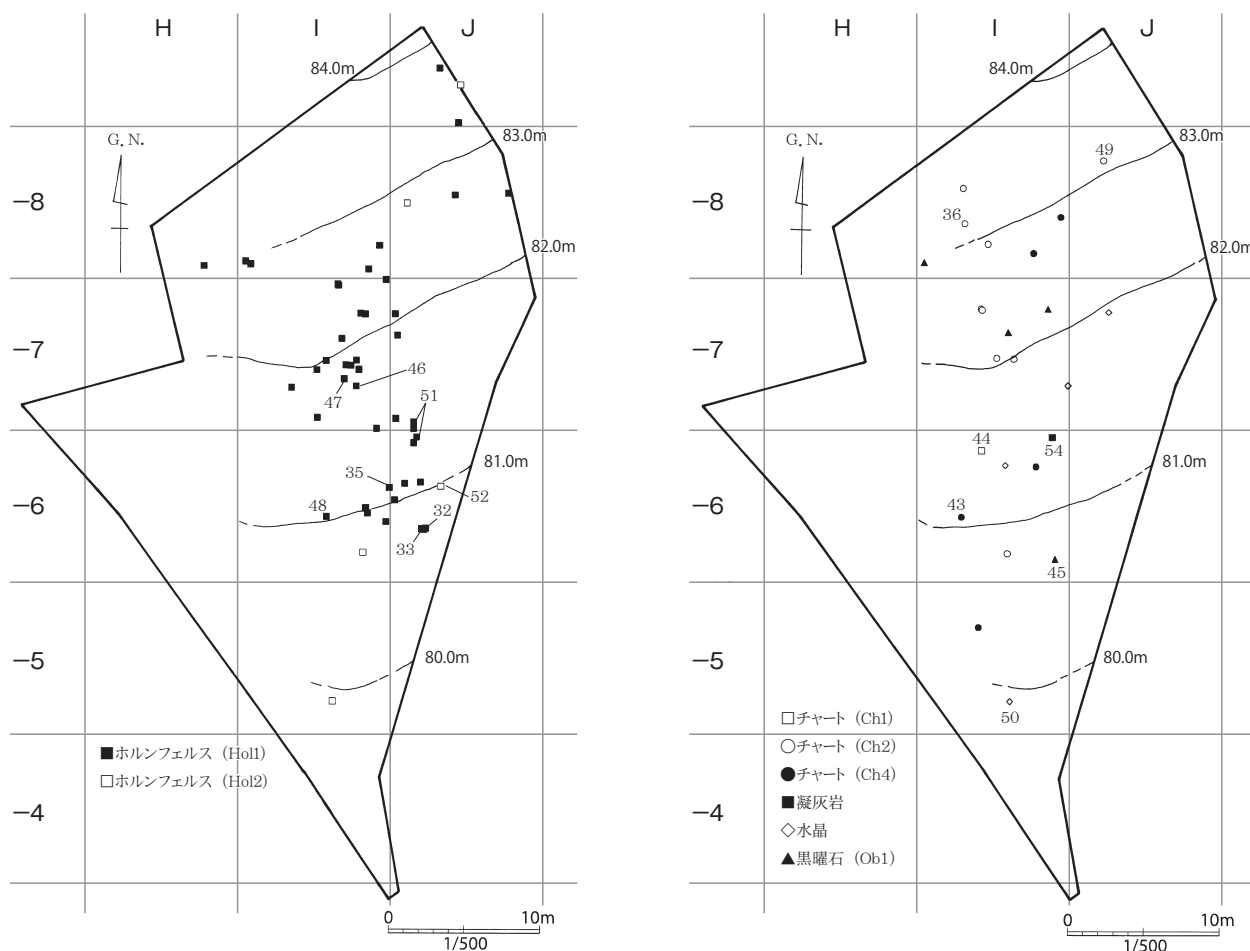 H I J
84.0m
83.0m
G. N.
−8
82.0m
−7
46
47
51
81.0m
35
48
52
−6
32
33
−5
80.0m
■ホルンフェルス (Hol1)
□ホルンフェルス (Hol2)
−4
0 10m
1/500
H I J
84.0m
83.0m
G. N.
49
−8
36
82.0m
−7
44
54
81.0m
43
−6
45
−5
80.0m
50
□チャート (Ch1)
○チャート (Ch2)
●チャート (Ch4)
■凝灰岩
◇水晶
▲黒曜石 (Ob1)
−4
0 10m
1/500